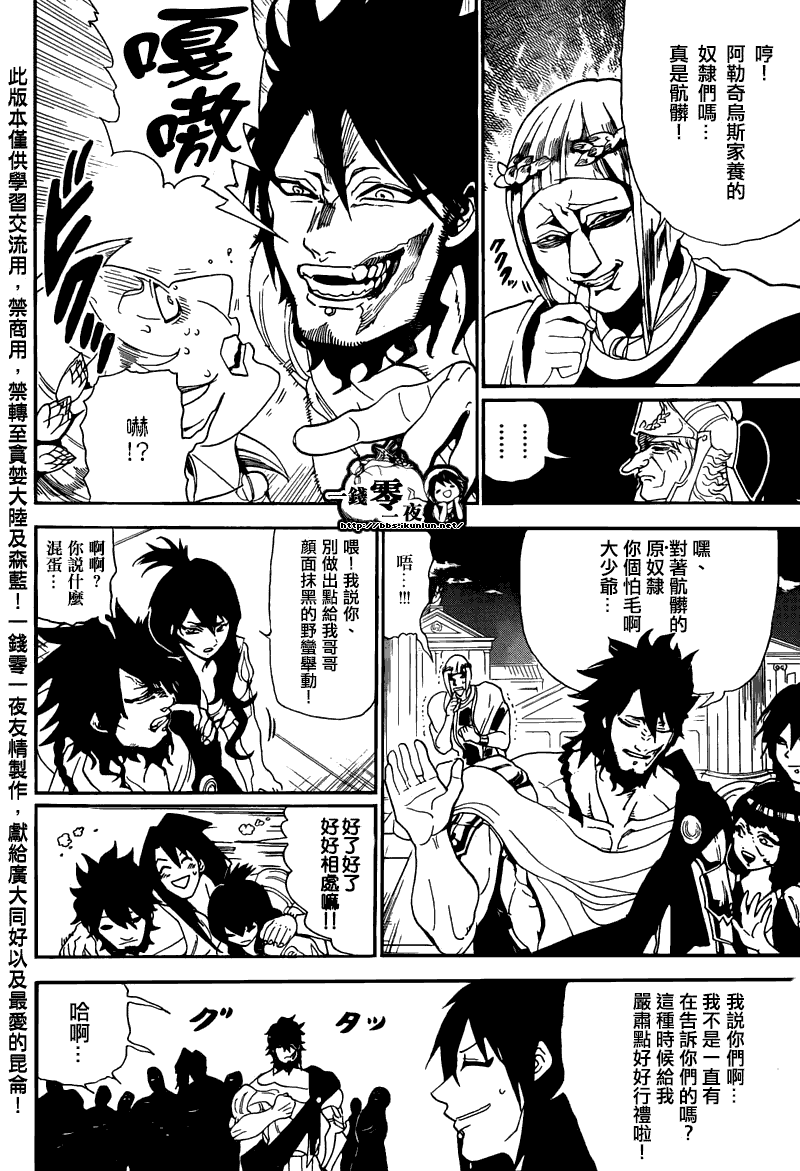 哼！
阿勒奇烏斯家養的
奴隸們嗎…
真是骯髒！
嘎嗷
嚇!?
……
……
一錢零一夜
http://bbs.ikunlun.net/
嘿、
對著骯髒的
原奴隸
你個怕毛啊
大少爺…
唔…!!!
喂！我說你、
別做出點給我哥哥
顏面抹黑的野蠻舉動！
啊啊？
你說什麼
混蛋…
好了好了
好好相處嘛!!
我說你們啊…
我不是一直有
在告訴你們的嗎？
這種時候給我
嚴肅點好好行禮啦！
タッ
グ
哈啊…
此版本僅供學習交流用，禁商用，禁轉至貪婪大陸及森藍！一錢零一夜友情製作，獻給廣大同好以及最愛的昆侖！